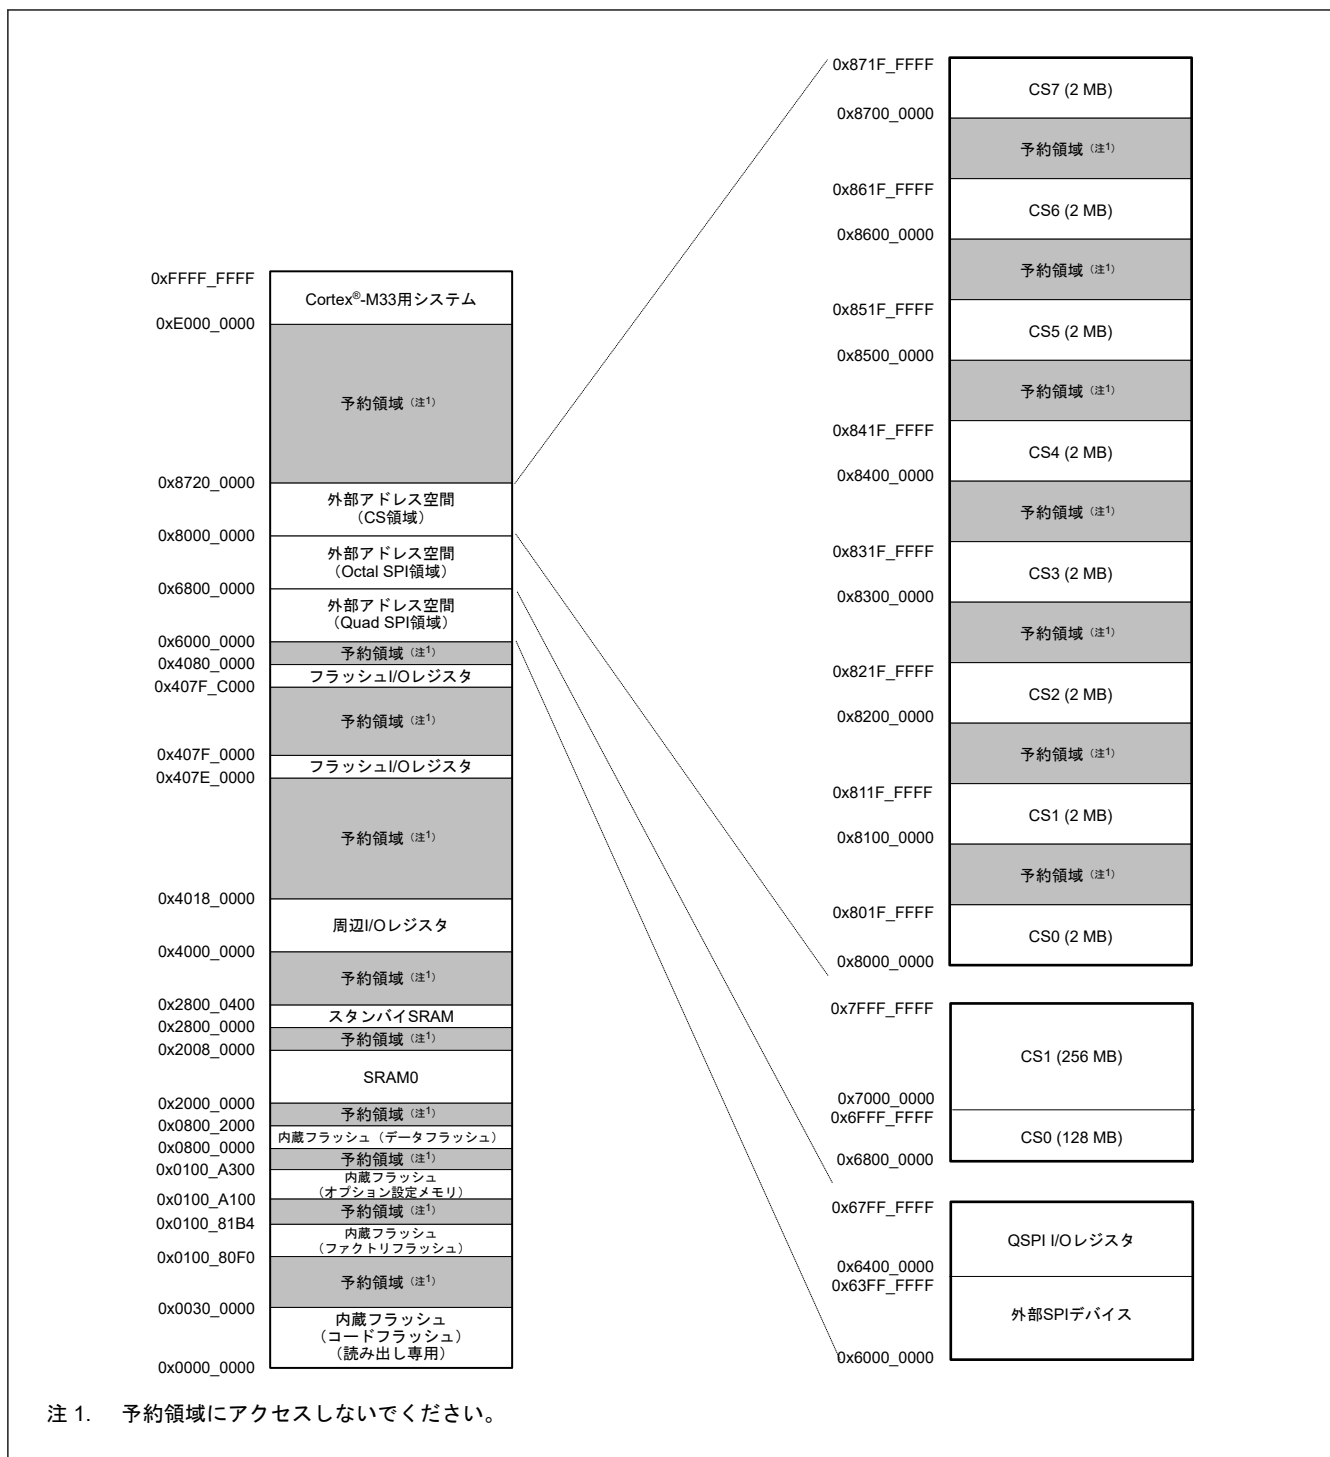 0xFFFF_FFFF
Cortex®-M33用システム
0xE000_0000
予約領域（注1）
0x8720_0000
外部アドレス空間
（CS領域）
0x8000_0000
外部アドレス空間
（Octal SPI領域）
0x6800_0000
外部アドレス空間
（Quad SPI領域）
0x6000_0000
予約領域（注1）
0x4080_0000
フラッシュI/Oレジスタ
0x407F_C000
予約領域（注1）
0x407F_0000
フラッシュI/Oレジスタ
0x407E_0000
予約領域（注1）
0x4018_0000
周辺I/Oレジスタ
0x4000_0000
予約領域（注1）
0x2800_0400
スタンバイSRAM
0x2800_0000
予約領域（注1）
0x2008_0000
SRAM0
0x2000_0000
予約領域（注1）
0x0800_2000
内蔵フラッシュ（データフラッシュ）
0x0800_0000
予約領域（注1）
0x0100_A300
内蔵フラッシュ
（オプション設定メモリ）
0x0100_A100
予約領域（注1）
0x0100_81B4
内蔵フラッシュ
（ファクトリフラッシュ）
0x0100_80F0
予約領域（注1）
0x0030_0000
内蔵フラッシュ
（コードフラッシュ）
（読み出し専用）
0x0000_0000
0x871F_FFFF
CS7 (2 MB)
0x8700_0000
予約領域（注1）
0x861F_FFFF
CS6 (2 MB)
0x8600_0000
予約領域（注1）
0x851F_FFFF
CS5 (2 MB)
0x8500_0000
予約領域（注1）
0x841F_FFFF
CS4 (2 MB)
0x8400_0000
予約領域（注1）
0x831F_FFFF
CS3 (2 MB)
0x8300_0000
予約領域（注1）
0x821F_FFFF
CS2 (2 MB)
0x8200_0000
予約領域（注1）
0x811F_FFFF
CS1 (2 MB)
0x8100_0000
予約領域（注1）
0x801F_FFFF
CS0 (2 MB)
0x8000_0000
0x7FFF_FFFF
CS1 (256 MB)
0x7000_0000
0x6FFF_FFFF
CS0 (128 MB)
0x6800_0000
0x67FF_FFFF
QSPI I/Oレジスタ
0x6400_0000
0x63FF_FFFF
外部SPIデバイス
0x6000_0000
注 1. 予約領域にアクセスしないでください。